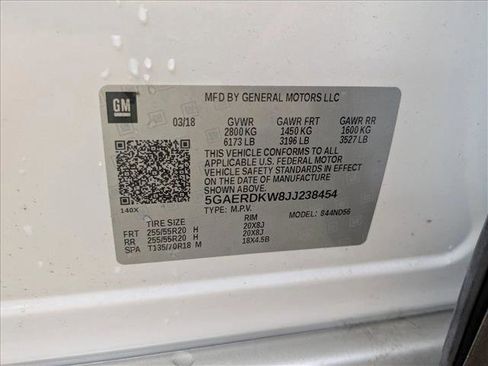 GM
MFD BY GENERAL MOTORS LLC
03/18 GVWR GAWR FRT GAWR RR
2800 KG 1450 KG 1600 KG
6173 LB 3196 LB 3527 LB
THIS VEHICLE CONFORMS TO ALL
APPLICABLE U.S. FEDERAL MOTOR
VEHICLE SAFETY STANDARDS IN EFFECT
ON THE DATE OF MANUFACTURE SHOWN ABOVE.
5GAERDKW8JJ238454
140X TYPE: M.P.V. MODEL: 844ND56
TIRE SIZE RIM
FRT 255/55R20 H 20X8J
RR 255/55R20 H 20X8J
SPA T135/70R18 M 18X4.5B